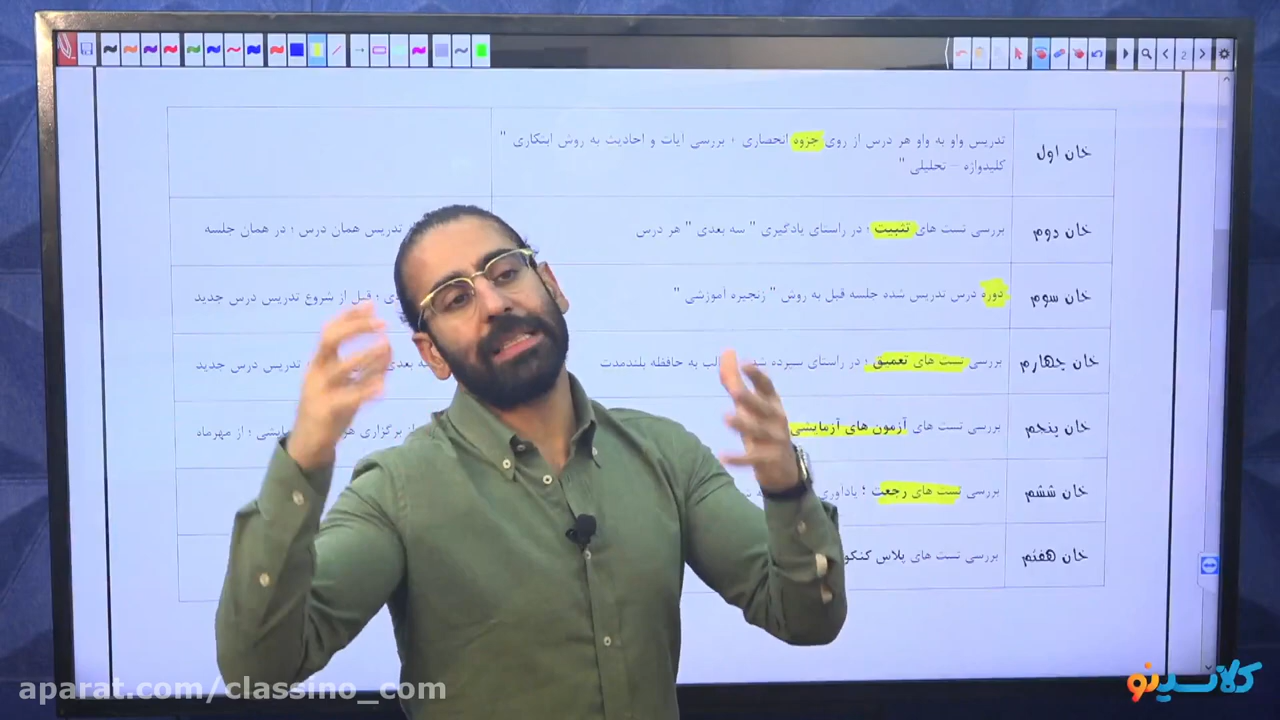 خان اول
تدریس واو به واو هر درس از روی جزوه انحصاری + بررسی آیات و احادیث به روش ابتکاری "
کلیدواژه – تحلیلی "
خان دوم
بررسی تست های تثبیت ؛ در راستای یادگیری " سه بعدی " هر درس
تدریس همان درس ؛ در همان جلسه
خان سوم
دوره درس تدریس شده جلسه قبل به روش " زنجیره آموزشی "
قبل از شروع تدریس درس جدید
خان چهارم
بررسی تست های تعمیق ؛ در راستای سپرده به حافظه بلندمدت
تدریس درس جدید
خان پنجم
بررسی تست های آزمون های آزمایشی
از برگزاری ؛ از مهرماه
خان ششم
بررسی تست های رجعت ؛ یادآوری
خان هفتم
بررسی تست های پلاس
aparat.com/classino_com
کلاسینو